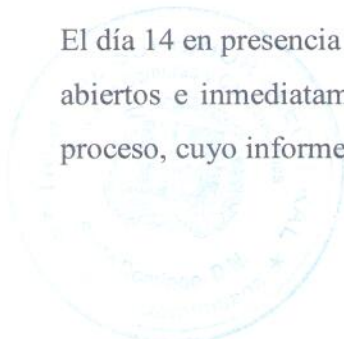 El día 14 en presencia
abiertos e inmediatam
proceso, cuyo informe